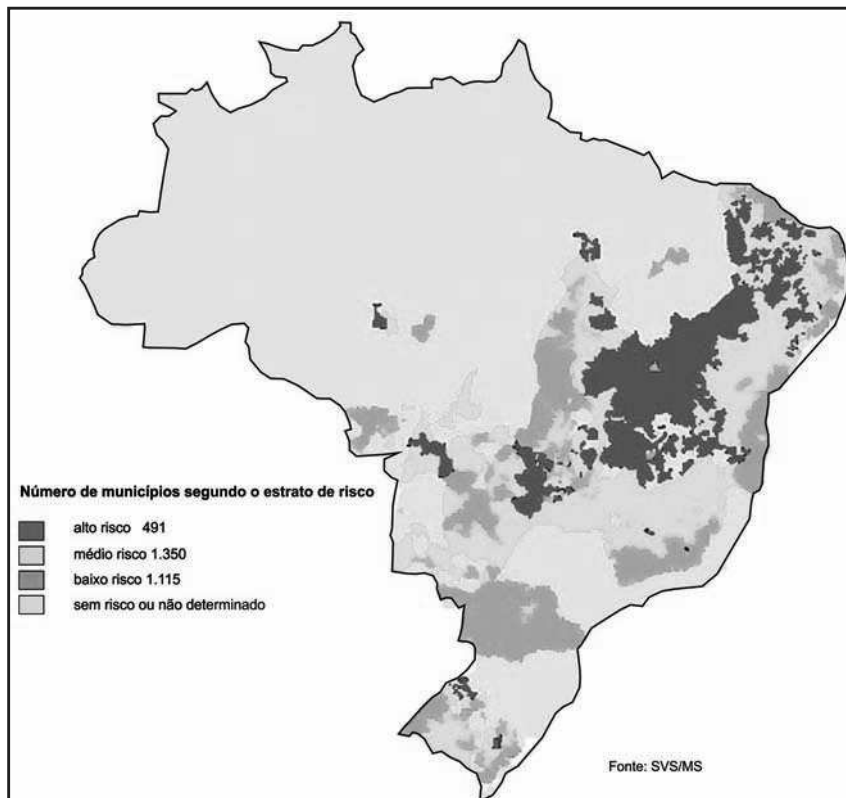 Número de municípios segundo o estrato de risco
alto risco 491
médio risco 1.350
baixo risco 1.115
sem risco ou não determinado
Fonte: SVS/MS